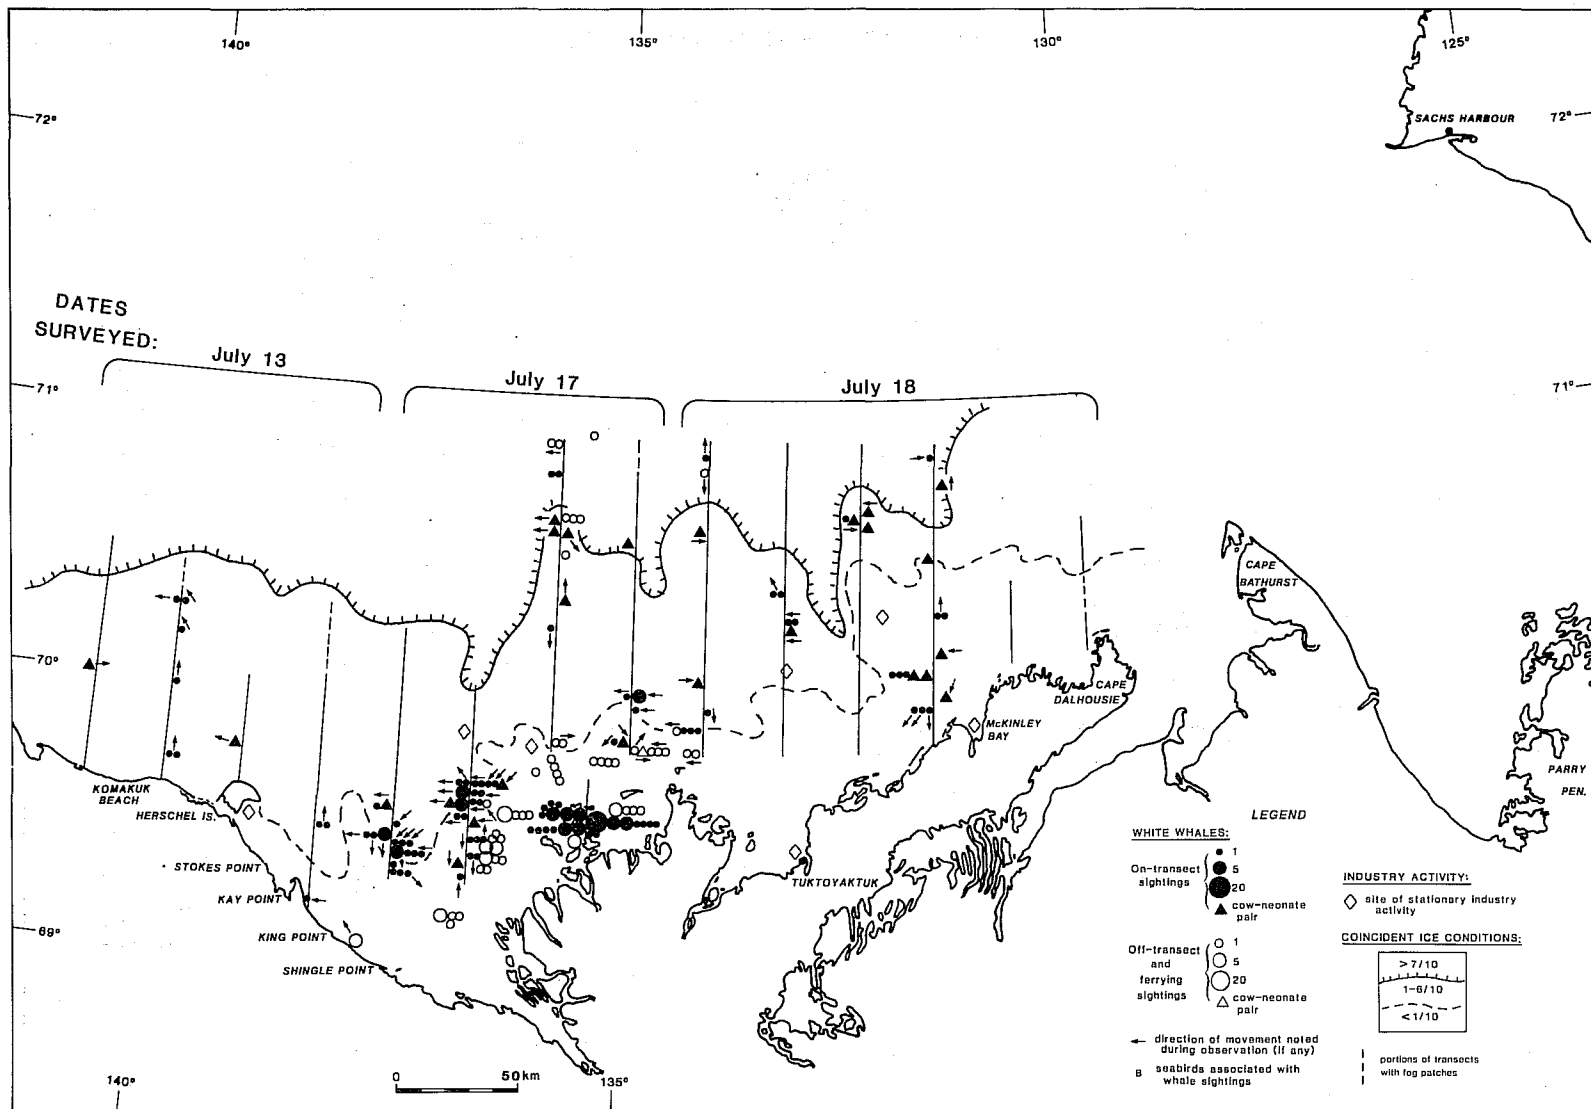 140°
135°
130°
125°
72°
SACHS HARBOUR
72°
DATES
SURVEYED:
July 13
July 17
July 18
71°
71°
70°
CAPE
BATHURST
CAPE
DALHOUSIE
McKINLEY
BAY
KOMAKUK
BEACH
HERSCHEL IS.
STOKES POINT
KAY POINT
KING POINT
SHINGLE POINT
TUKTOYAKTUK
PARRY
PEN.
69°
LEGEND
WHITE WHALES:
On-transect
sightings
1
5
20
cow-neonate
pair
Off-transect
and
ferrying
sightings
1
5
20
cow-neonate
pair
direction of movement noted
during observation (if any)
B seabirds associated with
whale sightings
INDUSTRY ACTIVITY:
site of stationary industry
activity
COINCIDENT ICE CONDITIONS:
>7/10
1-6/10
<1/10
portions of transects
with fog patches
0 50km
140°
135°